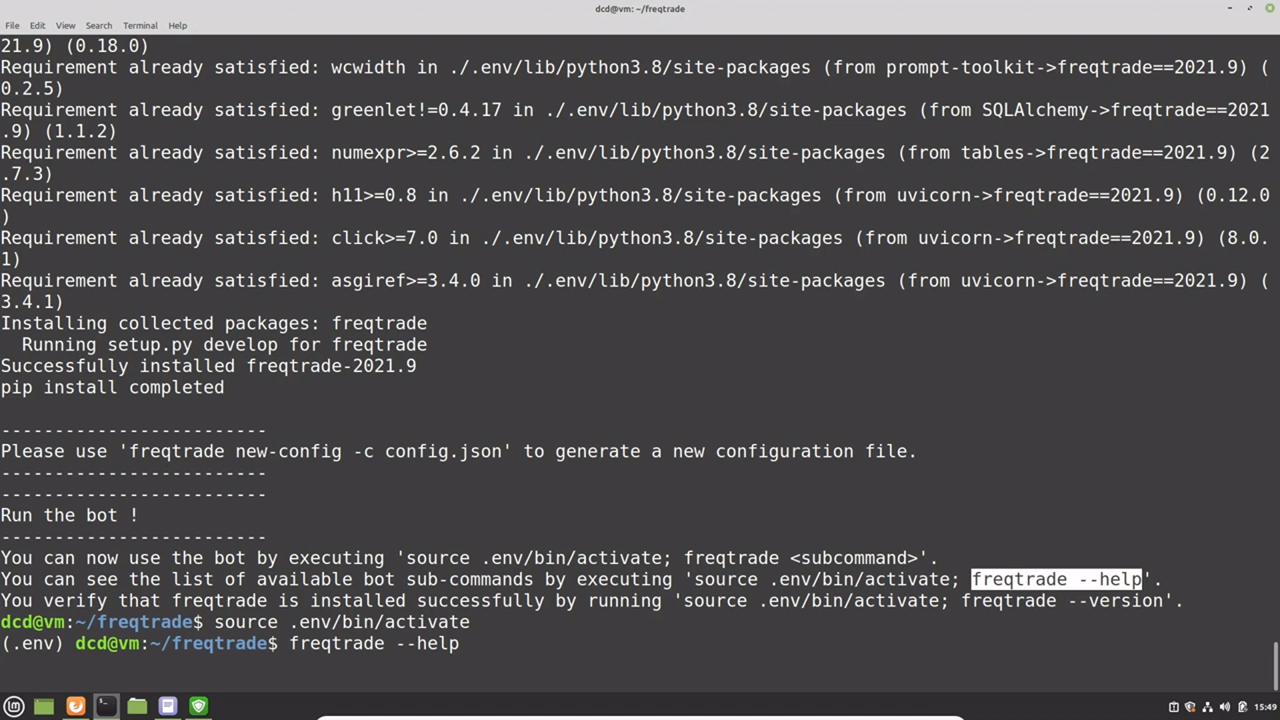 dcd@vm: ~/freqtrade
File Edit View Search Terminal Help
21.9) (0.18.0)
Requirement already satisfied: wcwidth in ./.env/lib/python3.8/site-packages (from prompt-toolkit->freqtrade==2021.9) (
0.2.5)
Requirement already satisfied: greenlet!=0.4.17 in ./.env/lib/python3.8/site-packages (from SQLAlchemy->freqtrade==2021
.9) (1.1.2)
Requirement already satisfied: numexpr>=2.6.2 in ./.env/lib/python3.8/site-packages (from tables->freqtrade==2021.9) (2
.7.3)
Requirement already satisfied: h11>=0.8 in ./.env/lib/python3.8/site-packages (from uvicorn->freqtrade==2021.9) (0.12.0
)
Requirement already satisfied: click>=7.0 in ./.env/lib/python3.8/site-packages (from uvicorn->freqtrade==2021.9) (8.0.
1)
Requirement already satisfied: asgiref>=3.4.0 in ./.env/lib/python3.8/site-packages (from uvicorn->freqtrade==2021.9) (
3.4.1)
Installing collected packages: freqtrade
  Running setup.py develop for freqtrade
Successfully installed freqtrade-2021.9
pip install completed
-------------------------
Please use 'freqtrade new-config -c config.json' to generate a new configuration file.
-------------------------
-------------------------
Run the bot !
-------------------------
You can now use the bot by executing 'source .env/bin/activate; freqtrade <subcommand>'.
You can see the list of available bot sub-commands by executing 'source .env/bin/activate; freqtrade --help'.
You verify that freqtrade is installed successfully by running 'source .env/bin/activate; freqtrade --version'.
dcd@vm:~/freqtrade$ source .env/bin/activate
(.env) dcd@vm:~/freqtrade$ freqtrade --help
15:49